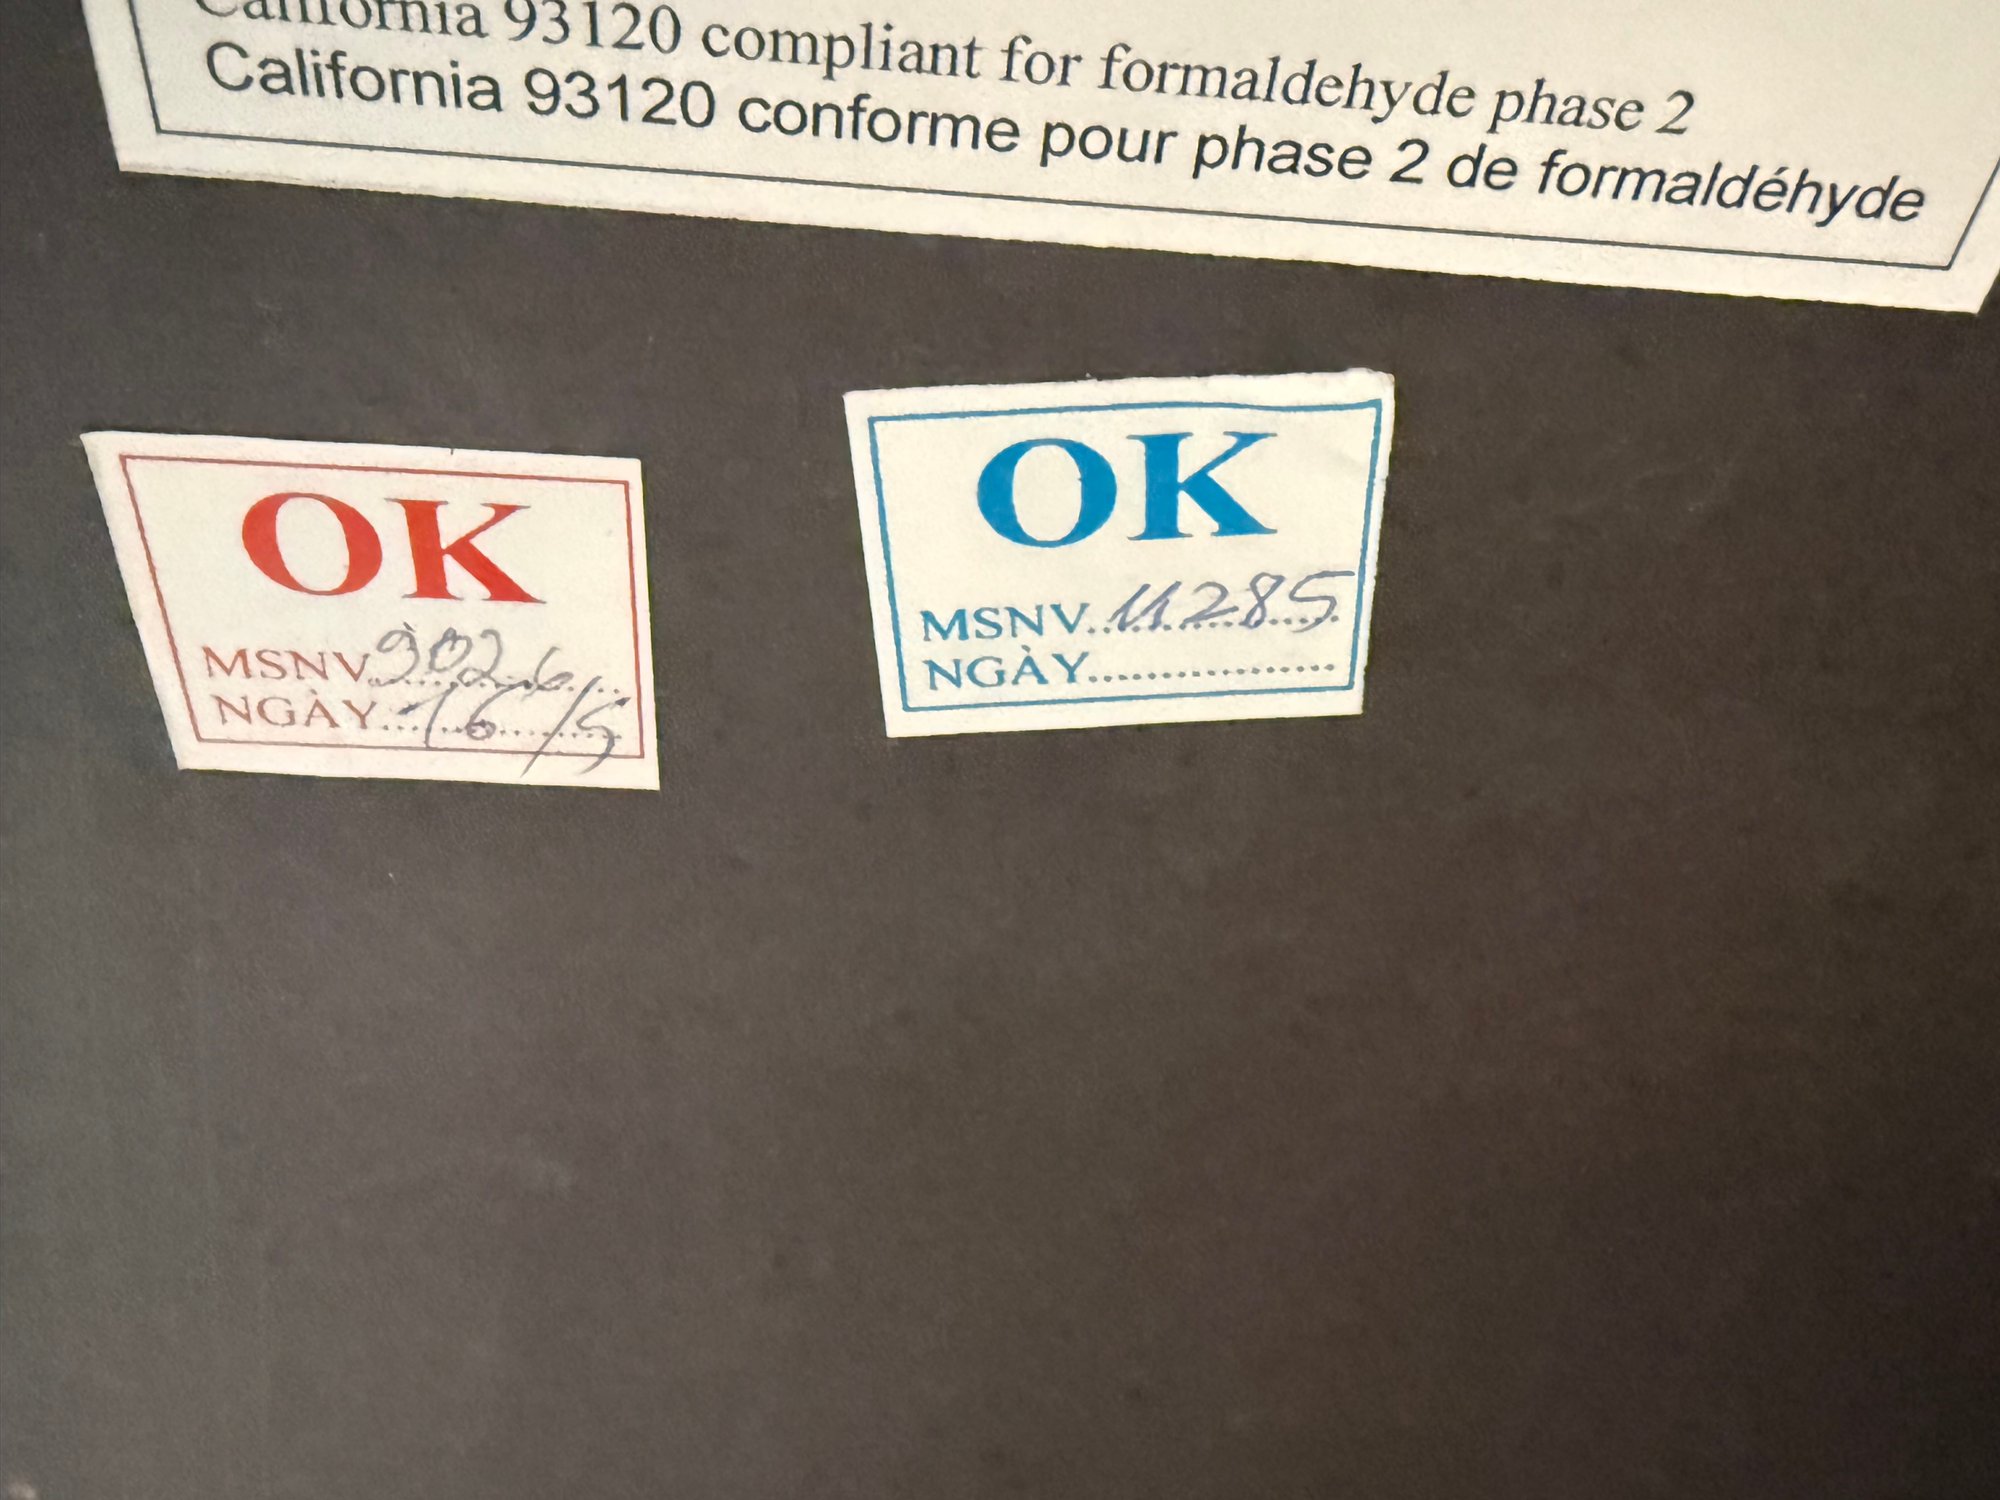 California 93120 compliant for formaldehyde phase 2
California 93120 conforme pour phase 2 de formaldéhyde
OK
MSNV 9026
NGÀY 16/5
OK
MSNV 11285
NGÀY